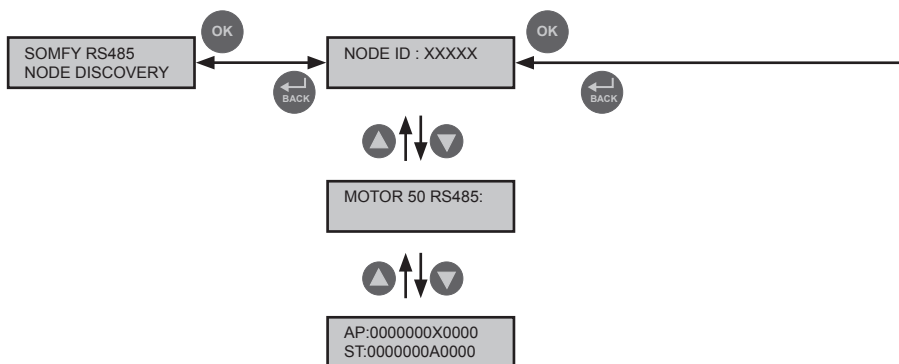 OK
OK
SOMFY RS485
NODE DISCOVERY
NODE ID : XXXXX
BACK
BACK
MOTOR 50 RS485:
AP:0000000X0000
ST:0000000A0000